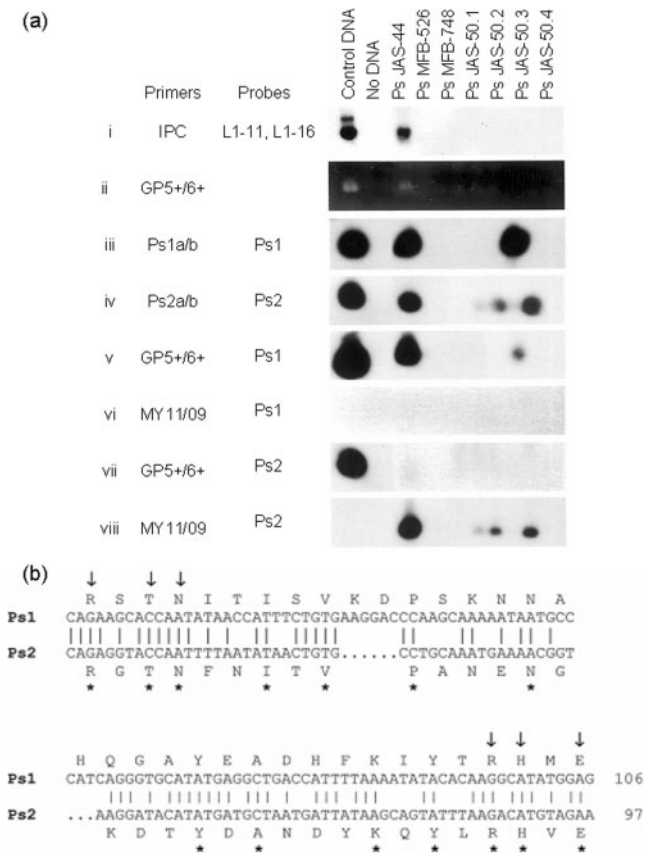 (a)
Primers Probes Control DNA No DNA Ps JAS-44 Ps MFB-526 Ps MFB-748 Ps JAS-50.1 Ps JAS-50.2 Ps JAS-50.3 Ps JAS-50.4
i IPC L1-11, L1-16
ii GP5+/6+
iii Ps1a/b Ps1
iv Ps2a/b Ps2
v GP5+/6+ Ps1
vi MY11/09 Ps1
vii GP5+/6+ Ps2
viii MY11/09 Ps2
(b)
↓ ↓ ↓
R S T N I T I S V K D P S K N N A
Ps1 CAGAAGCACCAATATAACCATTTCTGTGAAGGACCCAAGCAAAAATAATGCC
Ps2 CAGAGGTACCAATTTTAATATAACTGTG......CCTGCAAATGAAAACGGT
R G T N F N I T V P A N E N G
* * * * * * *
↓ ↓ ↓
H Q G A Y E A D H F K I Y T R H M E
Ps1 CATCAGGGTGCATATGAGGCTGACCATTTTAAAATATACACAAGGCATATGGAG 106
Ps2 ...AAGGATACATATGATGCTAATGATTATAAGCAGTATTTAAGACATGTAGAA 97
K D T Y D A N D Y K Q Y L R H V E
* * * * * * *